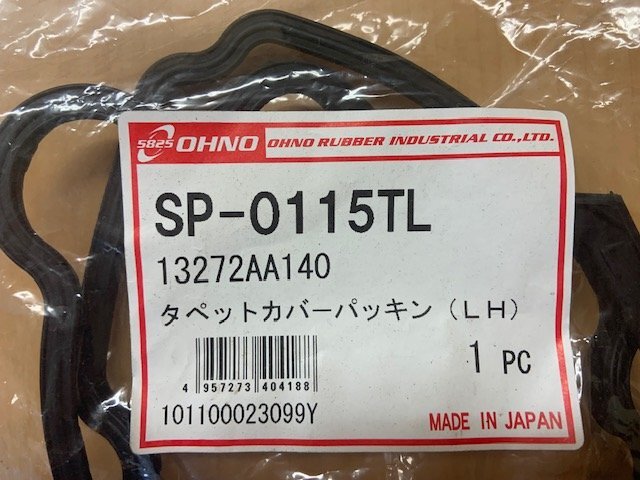 5825 OHNO OHNO RUBBER INDUSTRIAL CO.,LTD.
SP-0115TL
13272AA140
タペットカバーパッキン（ＬＨ）
1 PC
4 957273 404188
101100023099Y
MADE IN JAPAN